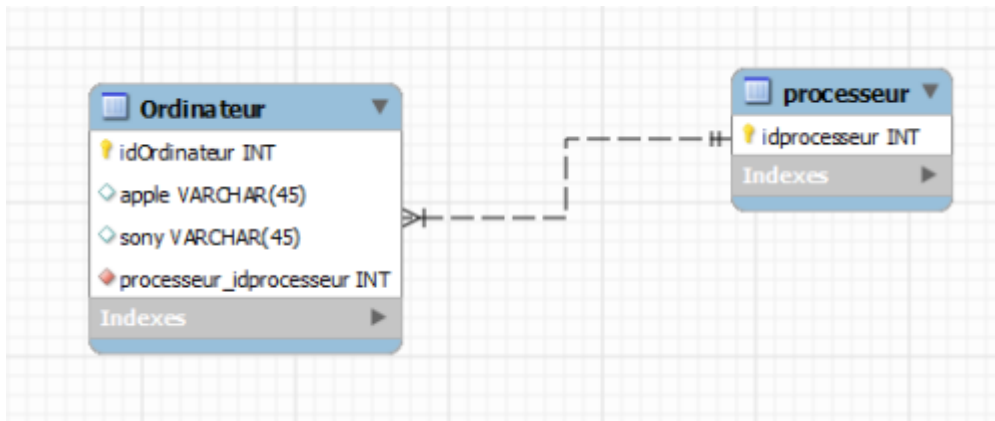 Ordinateur
idOrdinateur INT
apple VARCHAR(45)
sony VARCHAR(45)
processeur_idprocesseur INT
Indexes
processeur
idprocesseur INT
Indexes